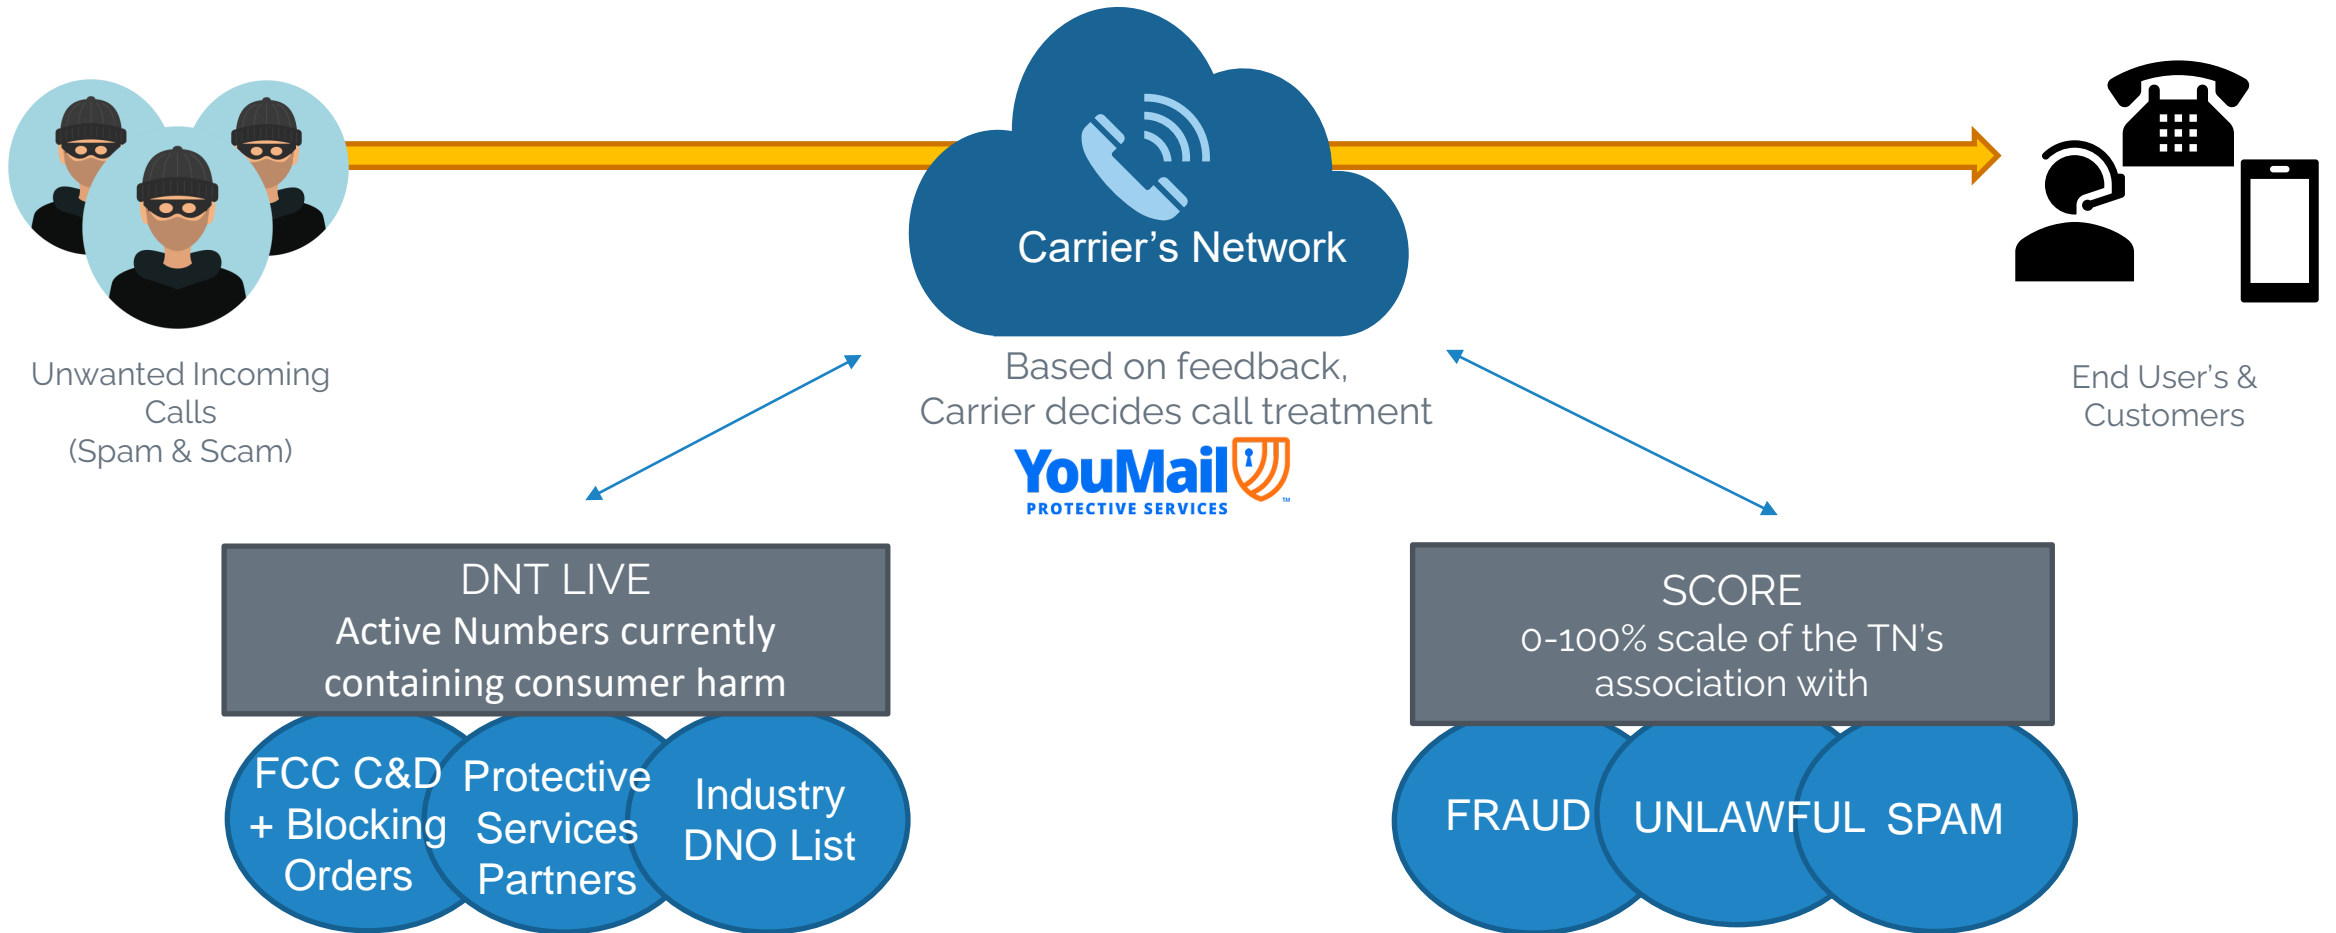 Carrier's Network
Unwanted Incoming
Calls
(Spam & Scam)
Based on feedback,
Carrier decides call treatment
YouMail
TM
PROTECTIVE SERVICES
End User's &
Customers
DNT LIVE
Active Numbers currently
containing consumer harm
FCC C&D
+ Blocking
Orders
Protective
Services
Partners
Industry
DNO List
SCORE
0-100% scale of the TN's
association with
FRAUD
UNLAWFUL
SPAM